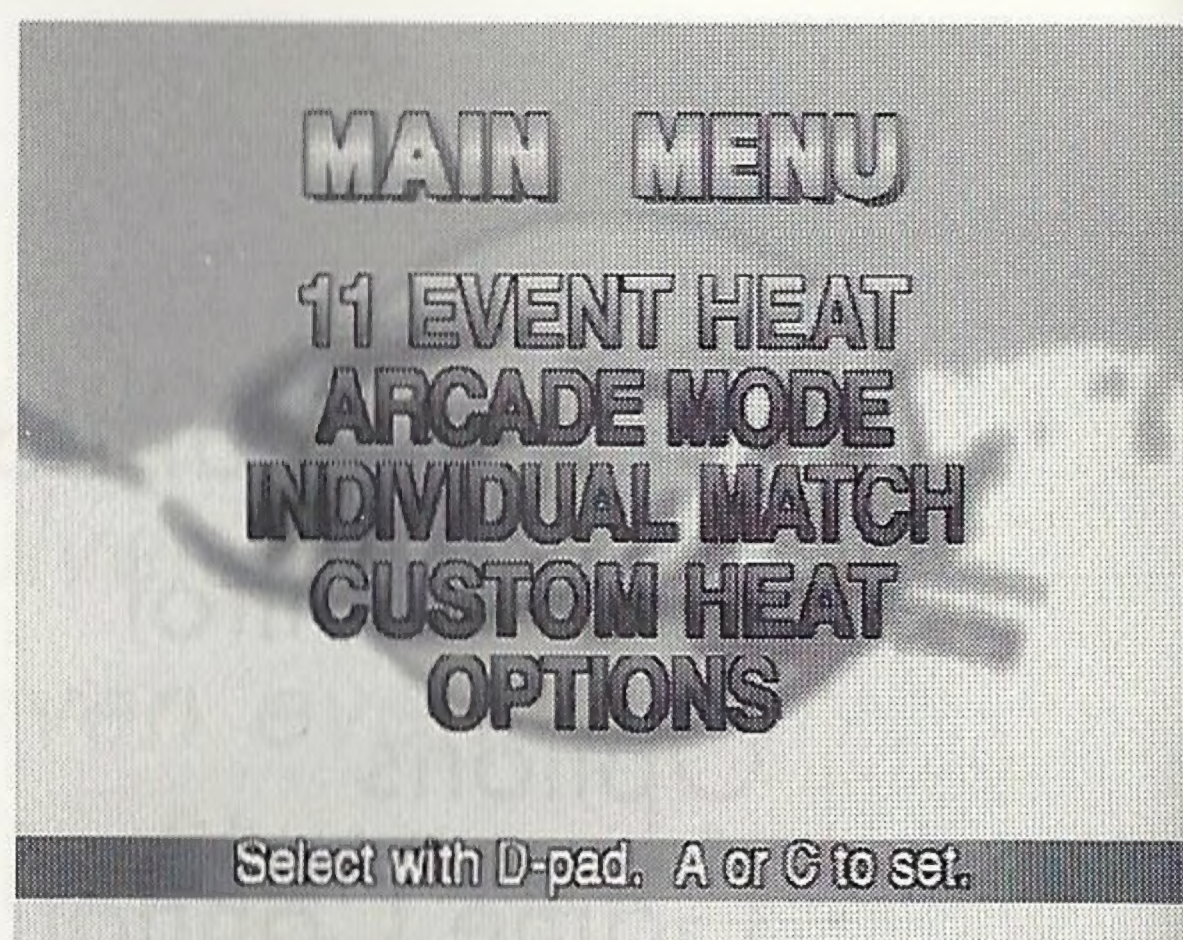 MAIN MENU
11 EVENT HEAT
ARCADE MODE
INDIVIDUAL MATCH
CUSTOM HEAT
OPTIONS
Select with D-pad. A or C to set.